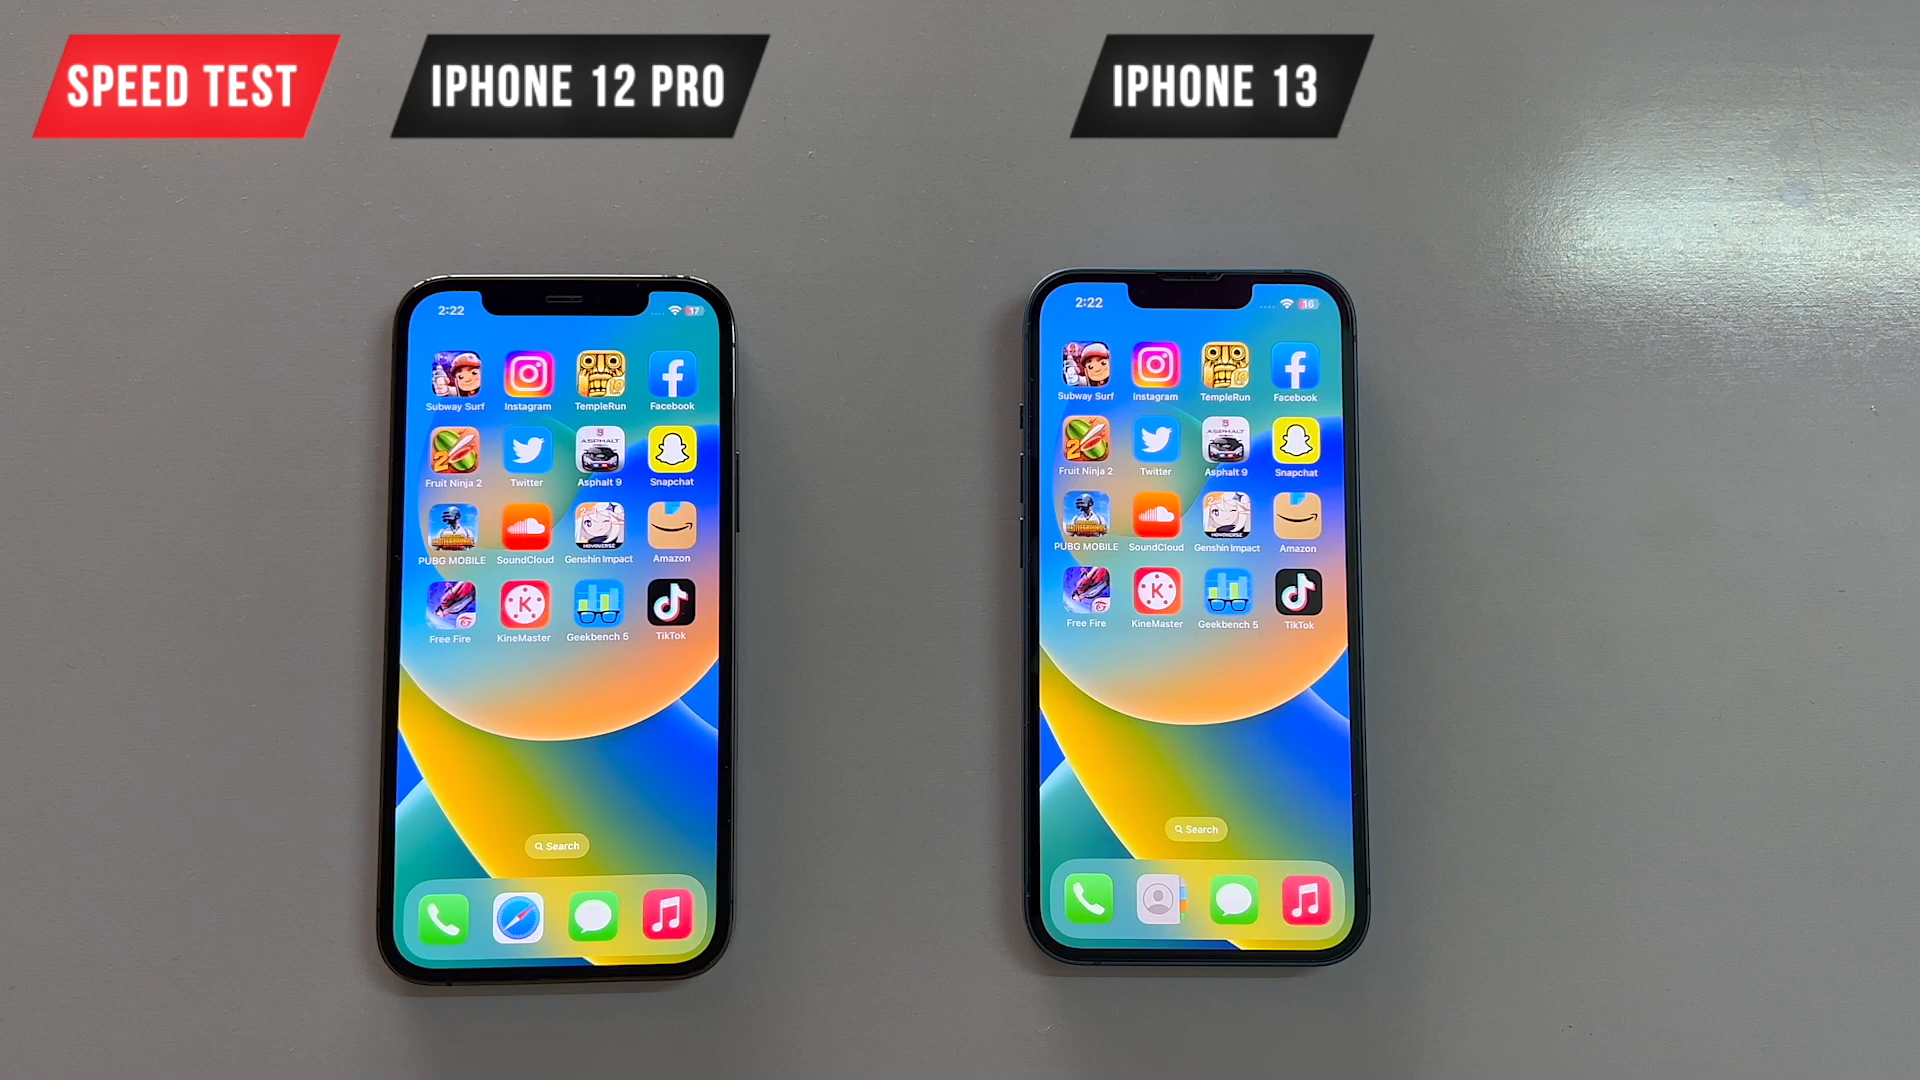 SPEED TEST
IPHONE 12 PRO
IPHONE 13
2:22
17
Subway Surf Instagram TempleRun Facebook
Fruit Ninja 2 Twitter Asphalt 9 Snapchat
PUBG MOBILE SoundCloud Genshin Impact Amazon
Free Fire KineMaster Geekbench 5 TikTok
Search
2:22
16
Subway Surf Instagram TempleRun Facebook
Fruit Ninja 2 Twitter Asphalt 9 Snapchat
PUBG MOBILE SoundCloud Genshin Impact Amazon
Free Fire KineMaster Geekbench 5 TikTok
Search